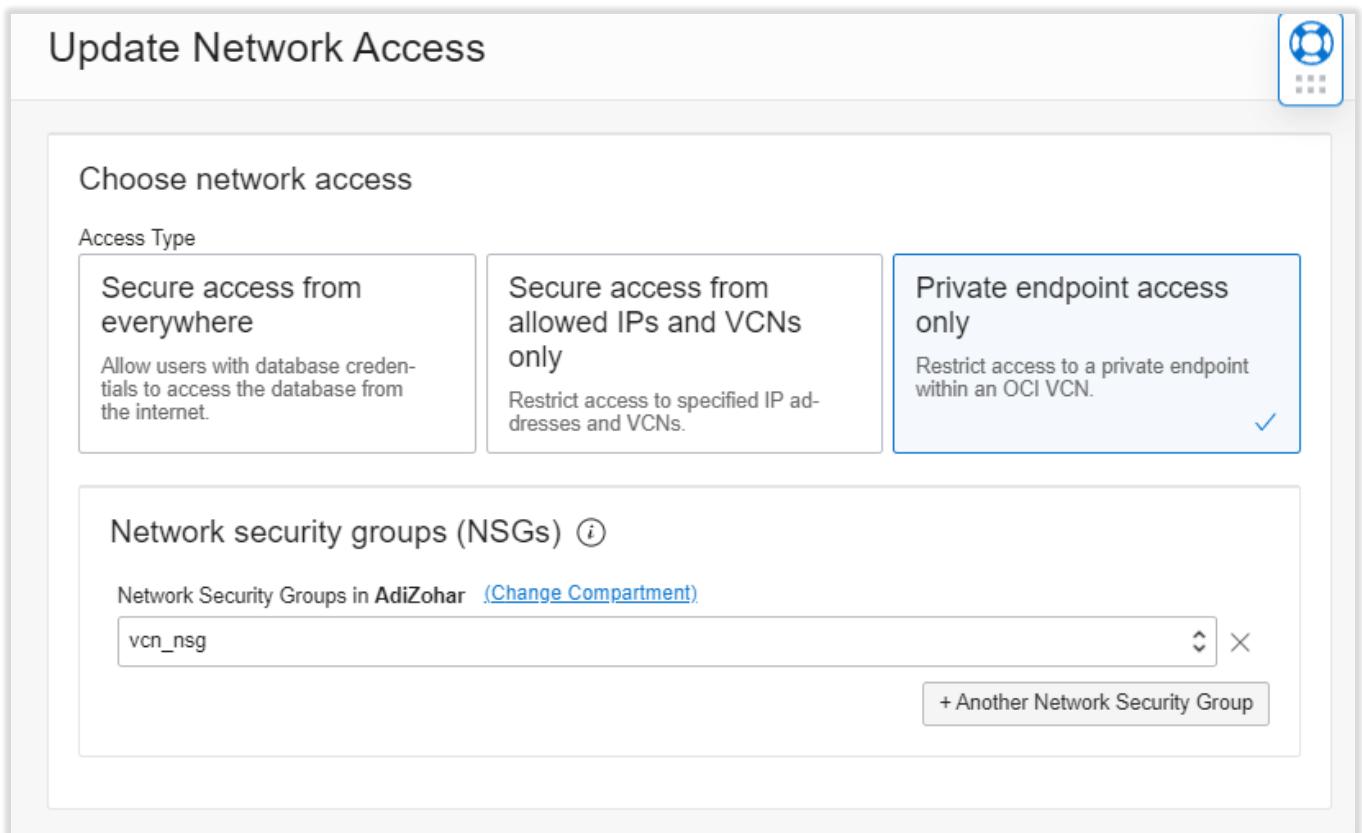 Update Network Access
Choose network access
Access Type
Secure access from
everywhere
Allow users with database creden-
tials to access the database from
the internet.
Secure access from
allowed IPs and VCNs
only
Restrict access to specified IP ad-
dresses and VCNs.
Private endpoint access
only
Restrict access to a private endpoint
within an OCI VCN.
Network security groups (NSGs) i
Network Security Groups in AdiZohar (Change Compartment)
vcn_nsg
+ Another Network Security Group